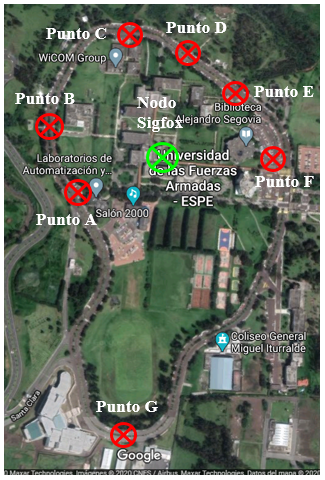 Punto C
Punto D
WiCOM Group
Punto B
Punto E
Nodo
Sigfox
Biblioteca
Alejandro Segovia
Laboratorios de
Automatización y...
Universidad
de las Fuerzas
Armadas
- ESPE
Punto F
Punto A
Salón 2000
Coliseo General
Miguel Iturralde
Santa Clara
Punto G
Google
0 Maxar Technologies, Imágenes © 2020 CNES / Airbus, Maxar Technologies, Datos del mapa © 2020